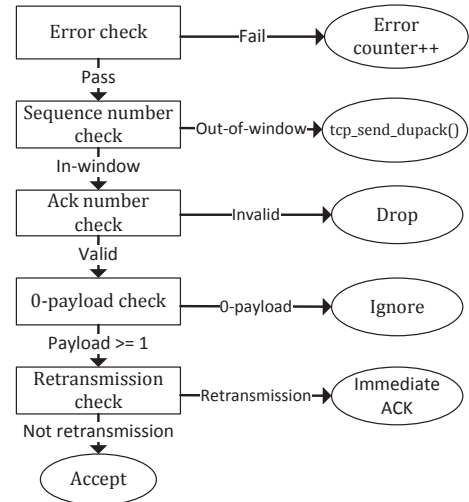 Error check
Fail
Error
counter++
Pass
Sequence number
check
Out-of-window
tcp_send_dupack()
In-window
Ack number
check
Invalid
Drop
Valid
0-payload check
0-payload
Ignore
Payload >= 1
Retransmission
check
Retransmission
Immediate
ACK
Not retransmission
Accept